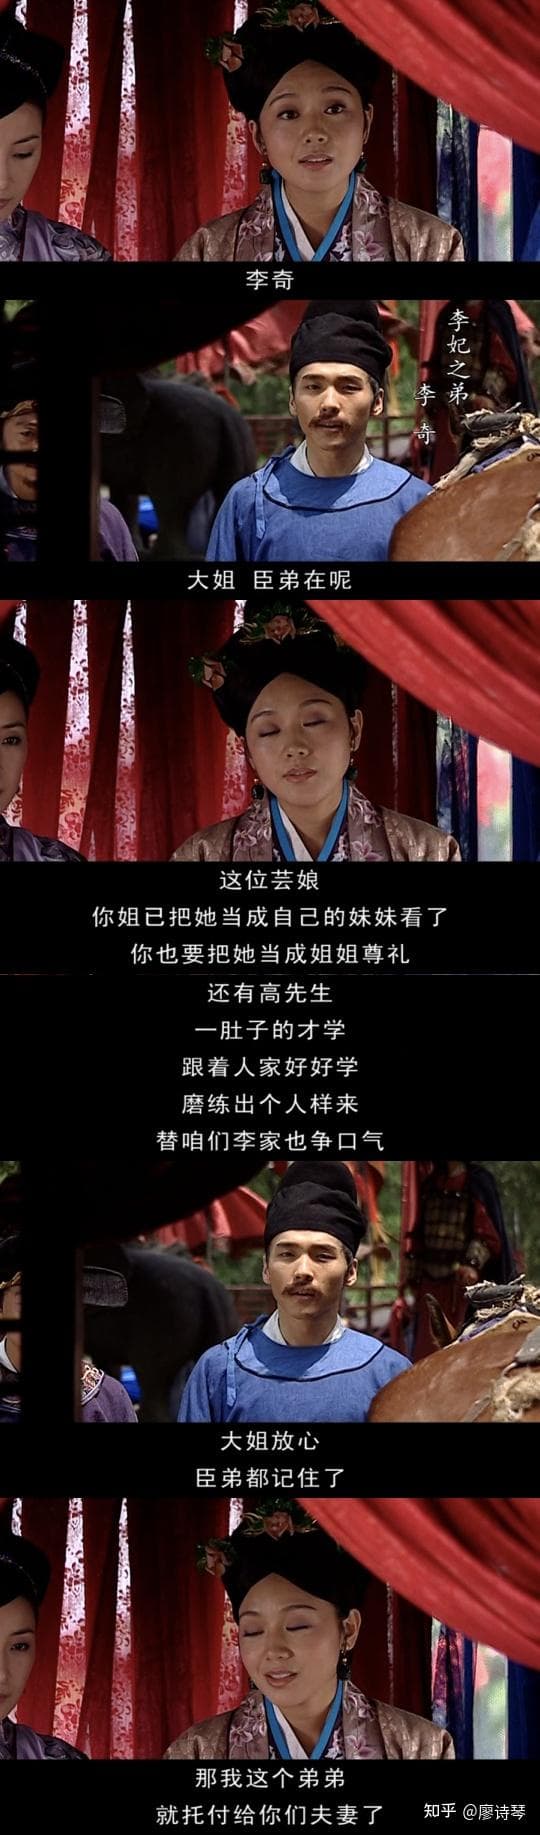 李奇
李妃之弟
李奇
大姐 臣弟在呢
这位芸娘
你姐已把她当成自己的妹妹看了
你也要把她当成姐姐尊礼
还有高先生
一肚子的才学
跟着人家好好学
磨练出个人样来
替咱们李家也争口气
大姐放心
臣弟都记住了
那我这个弟弟
就托付给你们夫妻了
知乎 @廖诗琴